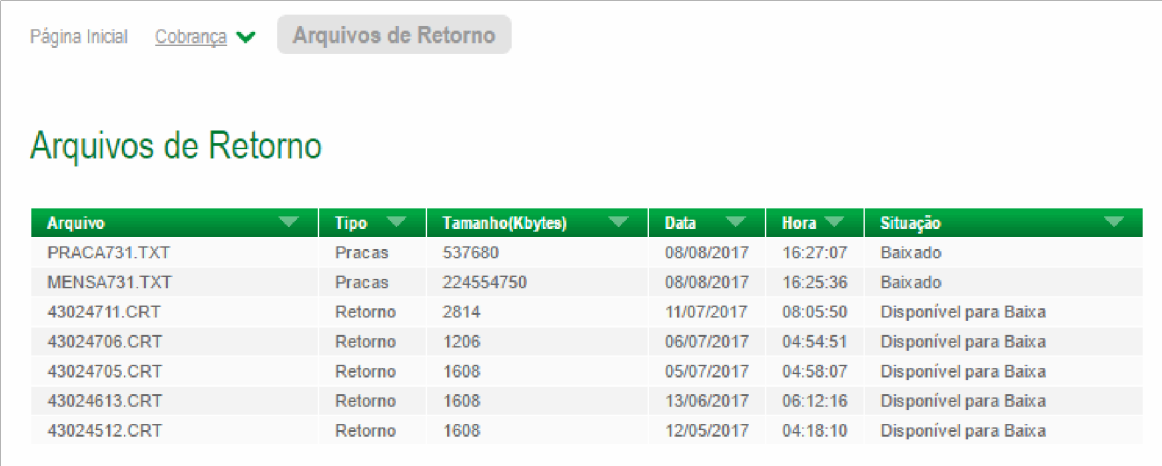 Página Inicial Cobrança Arquivos de Retorno
Arquivos de Retorno
Arquivo Tipo Tamanho(Kbytes) Data Hora Situação
PRACA731.TXT Pracas 537680 08/08/2017 16:27:07 Baixado
MENSA731.TXT Pracas 224554750 08/08/2017 16:25:36 Baixado
43024711.CRT Retorno 2814 11/07/2017 08:05:50 Disponível para Baixa
43024706.CRT Retorno 1206 06/07/2017 04:54:51 Disponível para Baixa
43024705.CRT Retorno 1608 05/07/2017 04:58:07 Disponível para Baixa
43024613.CRT Retorno 1608 13/06/2017 06:12:16 Disponível para Baixa
43024512.CRT Retorno 1608 12/05/2017 04:18:10 Disponível para Baixa